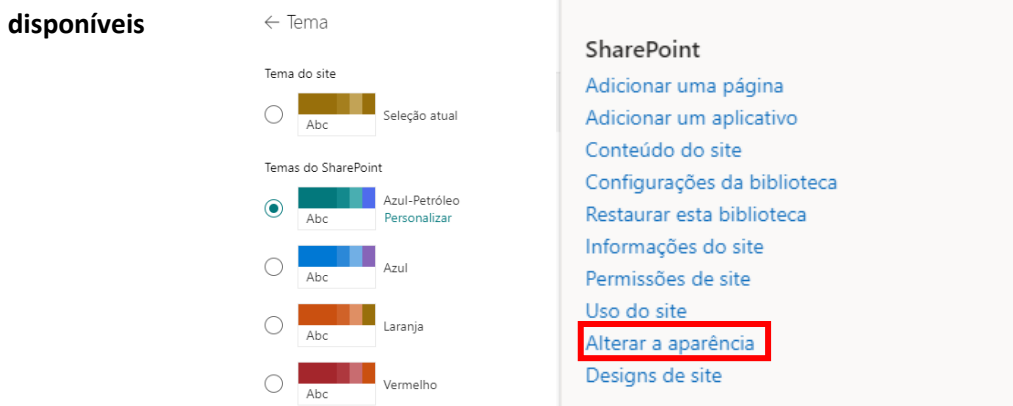 disponíveis
← Tema
Tema do site
Abc
Seleção atual
Temas do SharePoint
Abc
Azul-Petróleo
Personalizar
Abc
Azul
Abc
Laranja
Abc
Vermelho
SharePoint
Adicionar uma página
Adicionar um aplicativo
Conteúdo do site
Configurações da biblioteca
Restaurar esta biblioteca
Informações do site
Permissões de site
Uso do site
Alterar a aparência
Designs de site